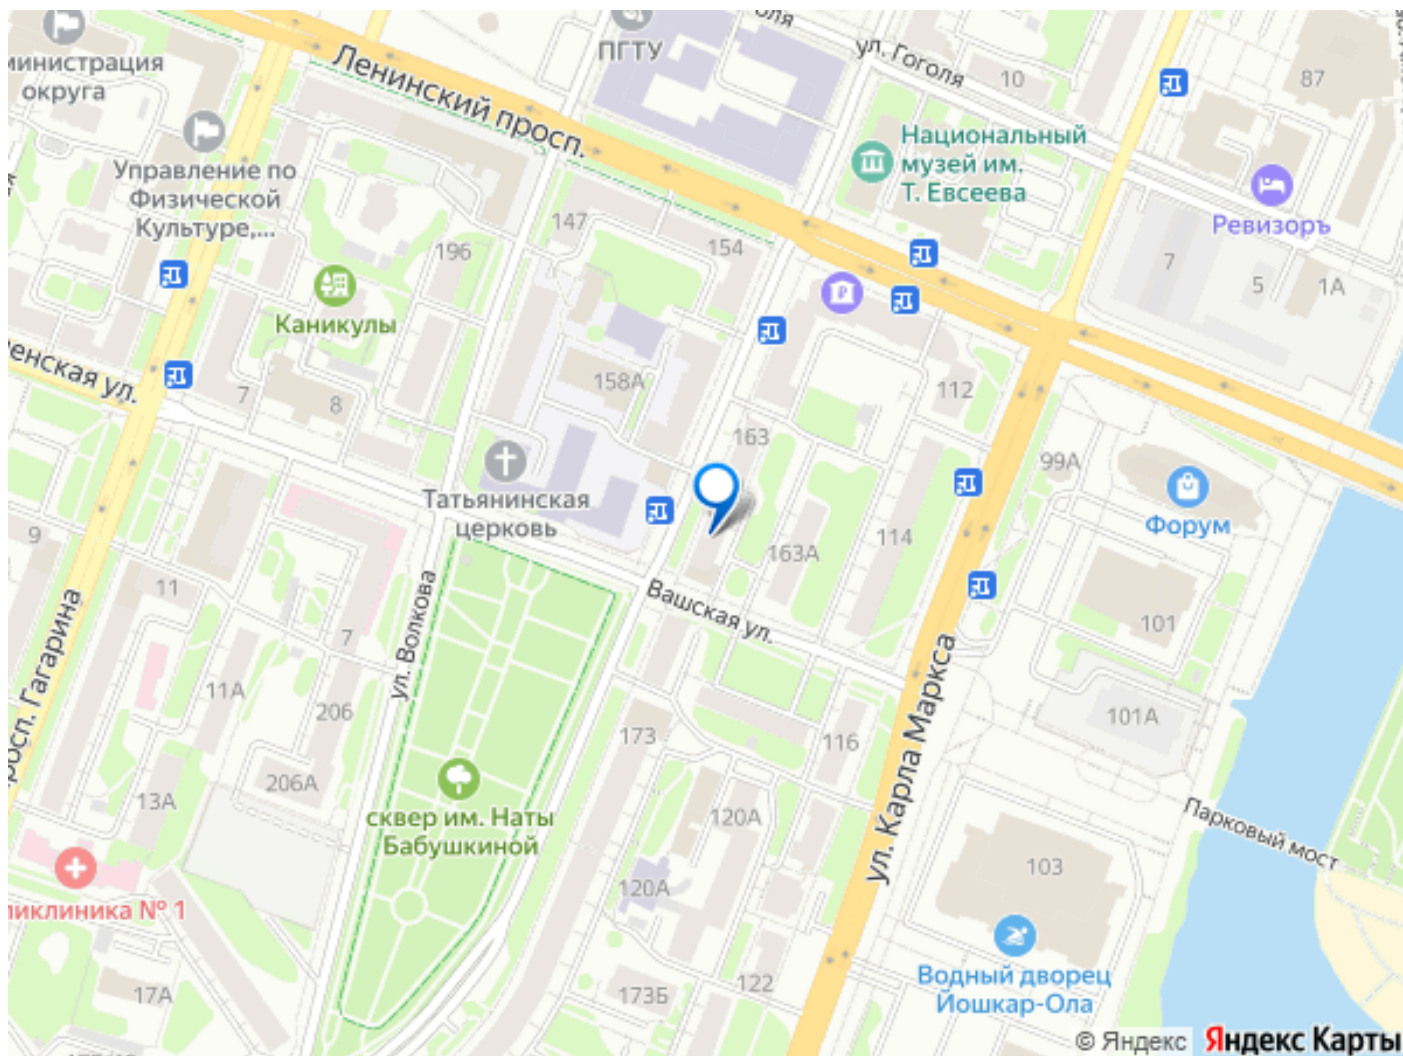 министрация
округа
ПГТУ
ул. Гоголя
10
87
Ленинский просп.
Национальный
музей им.
Т. Евсеева
Управление по
Физической
Культуре,...
Ревизоръ
147
154
196
7
5
1А
Каникулы
енская ул.
7
8
158А
112
163
99А
Татьянинская
церковь
Форум
9
114
163А
11
ул. Волкова
Вашская ул.
101
7
просп. Гагарина
11А
206
173
116
ул. Карла Маркса
101А
206А
13А
сквер им. Наты
Бабушкиной
120А
Парковый мост
103
120А
ликлиника № 1
Водный дворец
Йошкар-Ола
17А
173Б
122
© Яндекс Яндекс Карты